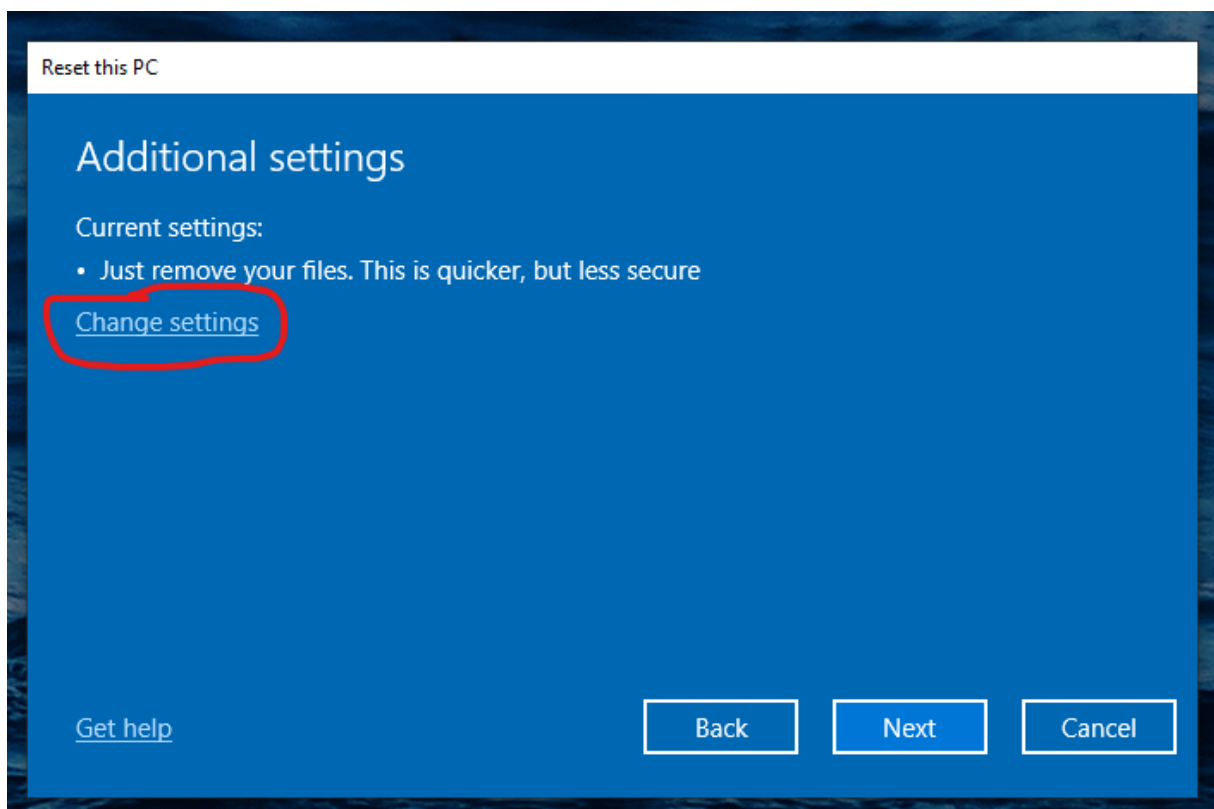 Reset this PC
Additional settings
Current settings:
• Just remove your files. This is quicker, but less secure
Change settings
Get help
Back
Next
Cancel